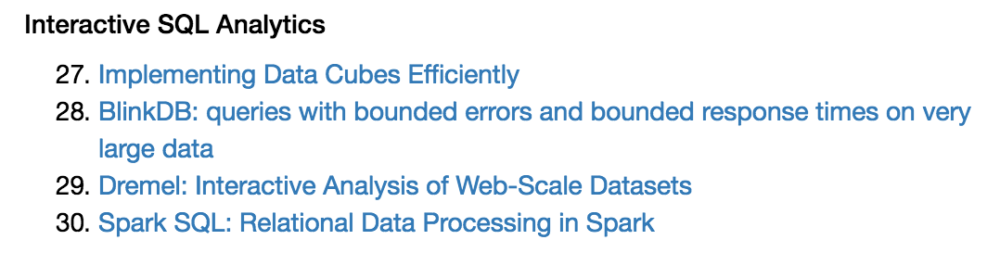 Interactive SQL Analytics
27. Implementing Data Cubes Efficiently
28. BlinkDB: queries with bounded errors and bounded response times on very
large data
29. Dremel: Interactive Analysis of Web-Scale Datasets
30. Spark SQL: Relational Data Processing in Spark